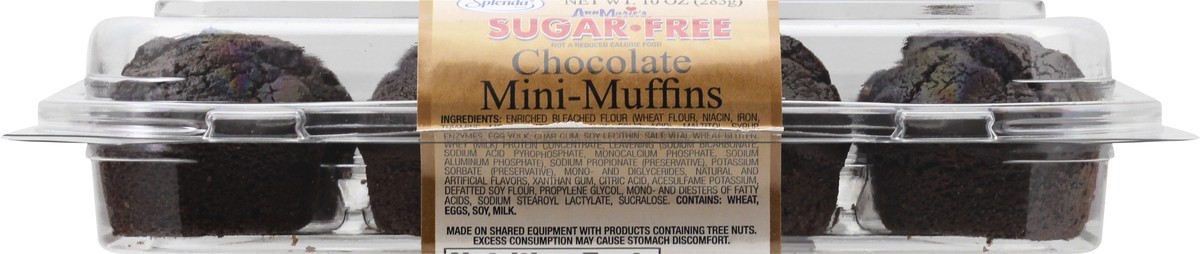 Splenda
NET WT. 10 OZ (283g)
AnnMarie's
SUGAR•FREE
NOT A REDUCED CALORIE FOOD
Chocolate
Mini-Muffins
INGREDIENTS: ENRICHED BLEACHED FLOUR (WHEAT FLOUR, NIACIN, IRON,
MALTITOL SYRUP
ENZYMES, EGG YOLK, GUAR GUM, SOY LECITHIN, SALT, VITAL WHEAT GLUTEN,
WHEY (MILK) PROTEIN CONCENTRATE, LEAVENING (SODIUM BICARBONATE,
SODIUM ACID PYROPHOSPHATE, MONOCALCIUM PHOSPHATE, SODIUM
ALUMINUM PHOSPHATE), SODIUM PROPIONATE (PRESERVATIVE), POTASSIUM
SORBATE (PRESERVATIVE), MONO- AND DIGLYCERIDES, NATURAL AND
ARTIFICIAL FLAVORS, XANTHAN GUM, CITRIC ACID, ACESULFAME POTASSIUM,
DEFATTED SOY FLOUR, PROPYLENE GLYCOL, MONO- AND DIESTERS OF FATTY
ACIDS, SODIUM STEAROYL LACTYLATE, SUCRALOSE. CONTAINS: WHEAT,
EGGS, SOY, MILK.
MADE ON SHARED EQUIPMENT WITH PRODUCTS CONTAINING TREE NUTS.
EXCESS CONSUMPTION MAY CAUSE STOMACH DISCOMFORT.